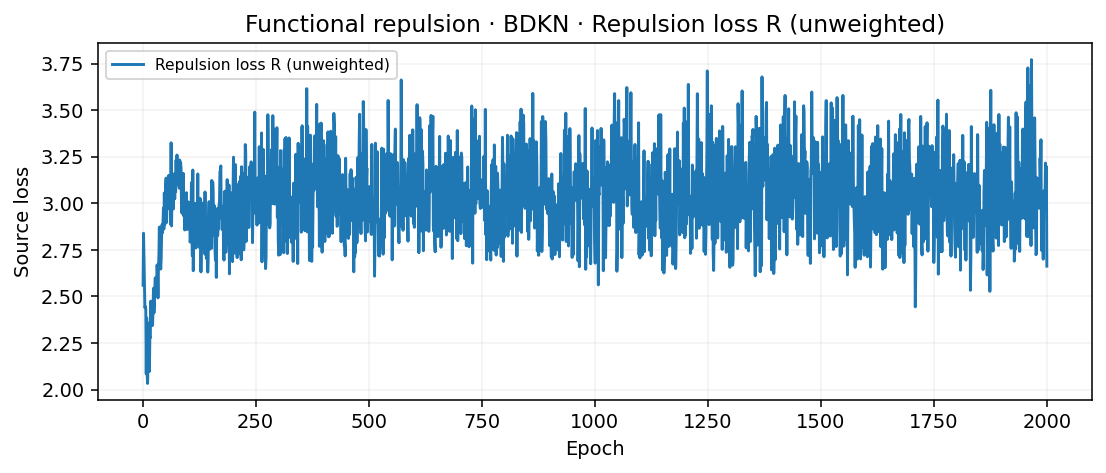 Functional repulsion · BDKN · Repulsion loss R (unweighted)
Repulsion loss R (unweighted)
Source loss
3.75
3.50
3.25
3.00
2.75
2.50
2.25
2.00
0 250 500 750 1000 1250 1500 1750 2000
Epoch